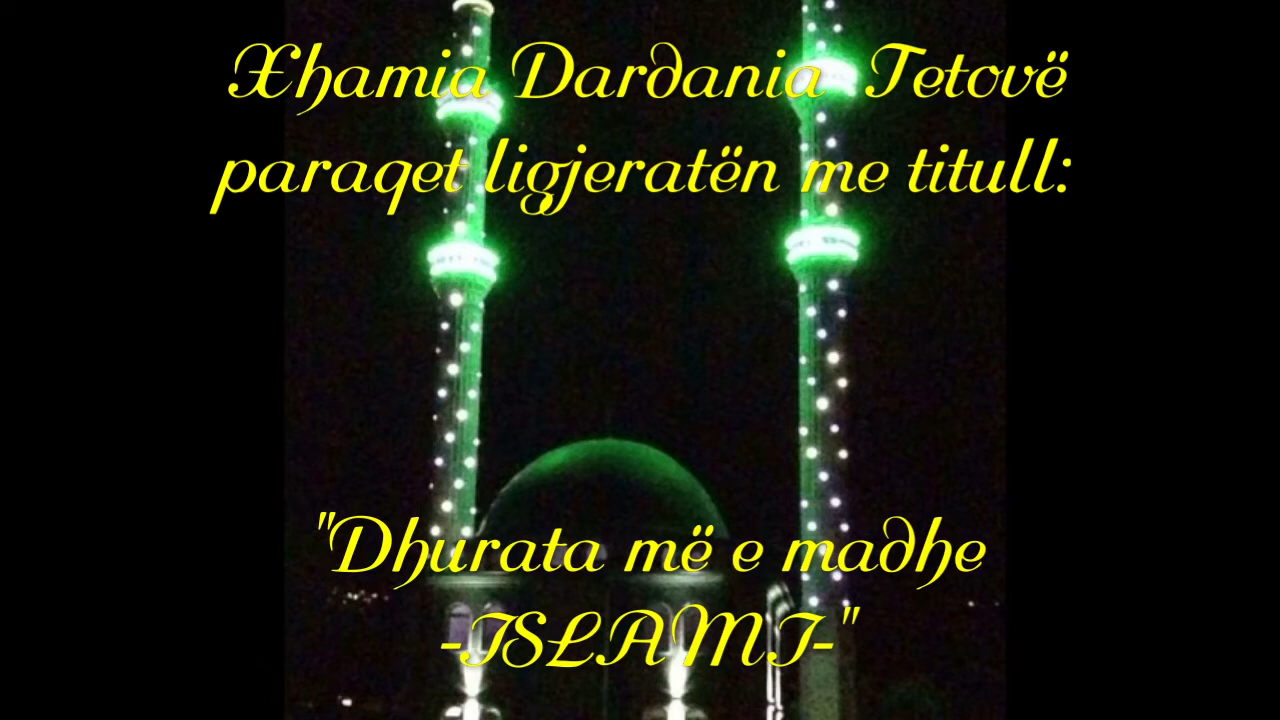 Xhamia Dardania Tetovë
paraqet ligjeratën me titull:
"Dhurata më e madhe
-ISLAMI-"